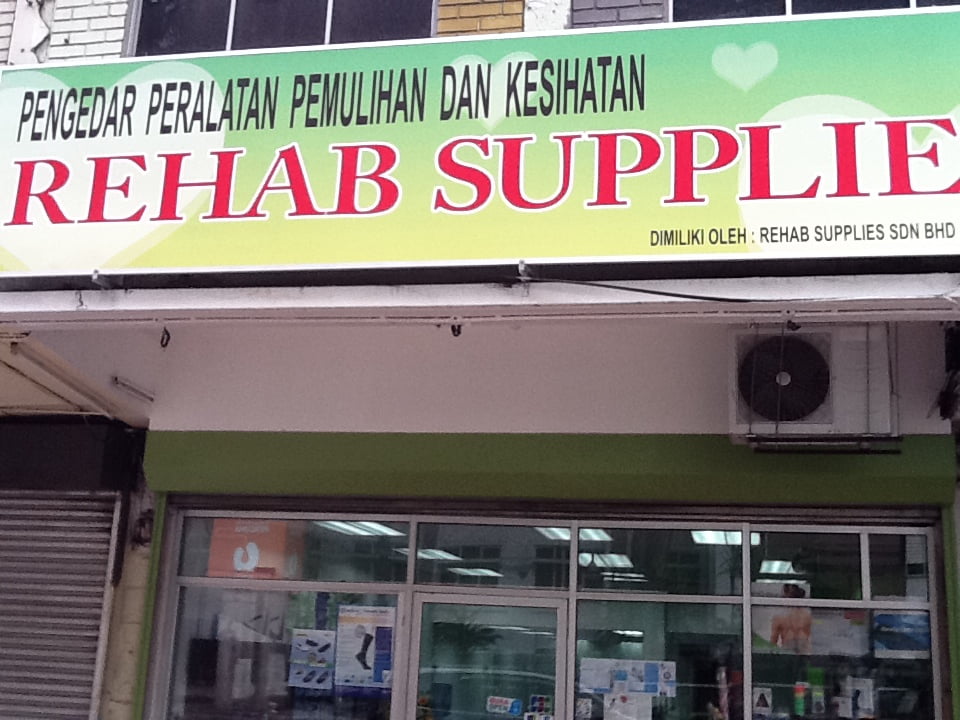 PENGEDAR PERALATAN PEMULIHAN DAN KESIHATAN
REHAB SUPPLIE
DIMILIKI OLEH : REHAB SUPPLIES SDN BHD